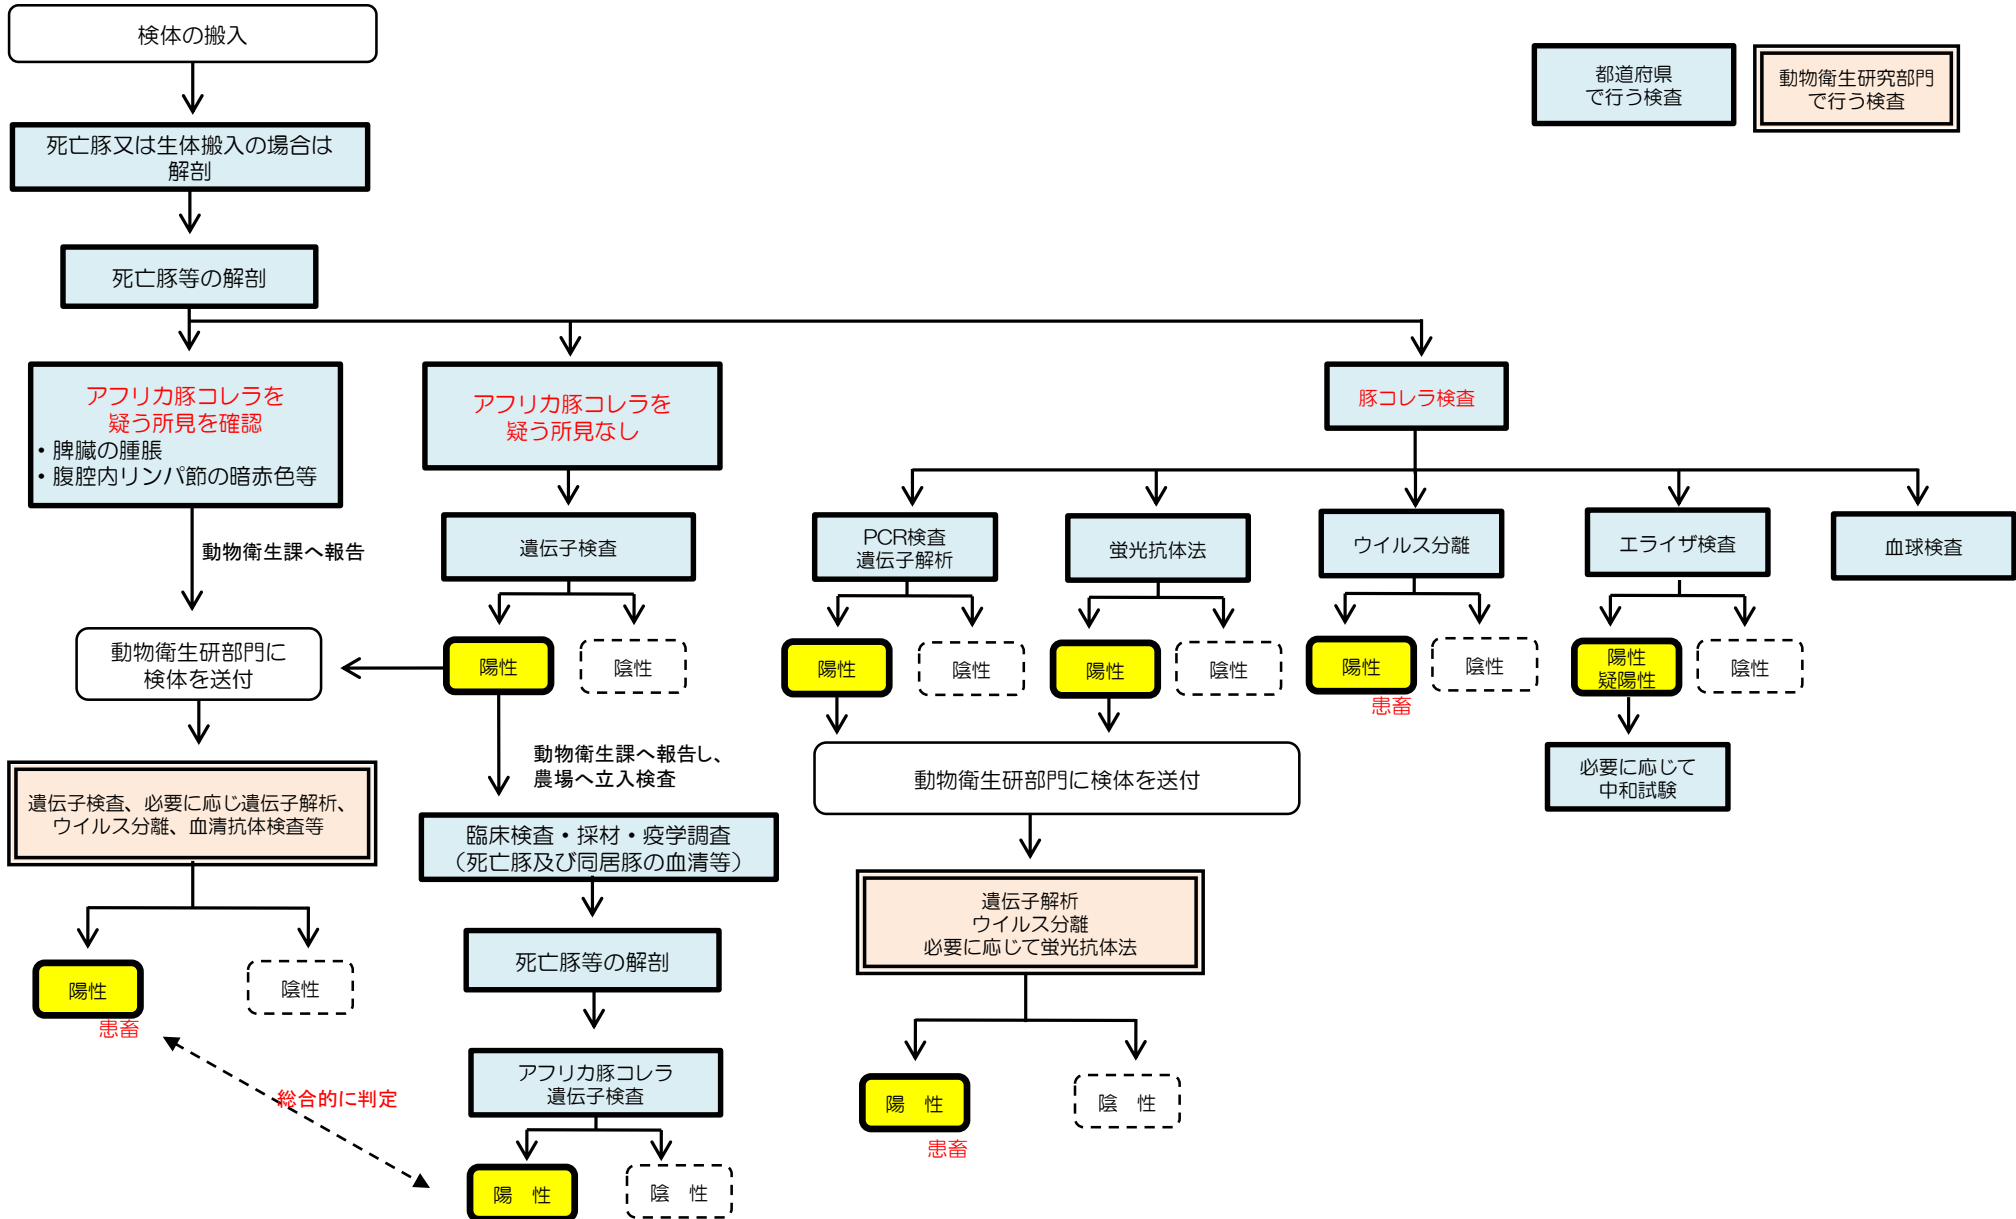 検体の搬入
都道府県
で行う検査
動物衛生研究部門
で行う検査
死亡豚又は生体搬入の場合は
解剖
死亡豚等の解剖
アフリカ豚コレラを
疑う所見を確認
・脾臓の腫脹
・腹腔内リンパ節の暗赤色等
アフリカ豚コレラを
疑う所見なし
豚コレラ検査
動物衛生課へ報告
遺伝子検査
PCR検査
遺伝子解析
蛍光抗体法
ウイルス分離
エライザ検査
血球検査
動物衛生研部門に
検体を送付
陽性
陰性
陽性
陰性
陽性
陰性
陽性
患畜
陰性
陽性
疑陽性
陰性
動物衛生課へ報告し、
農場へ立入検査
動物衛生研部門に検体を送付
必要に応じて
中和試験
遺伝子検査、必要に応じ遺伝子解析、
ウイルス分離、血清抗体検査等
臨床検査・採材・疫学調査
（死亡豚及び同居豚の血清等）
遺伝子解析
ウイルス分離
必要に応じて蛍光抗体法
陽性
患畜
陰性
死亡豚等の解剖
総合的に判定
アフリカ豚コレラ
遺伝子検査
陽　性
患畜
陰　性
陽　性
陰　性